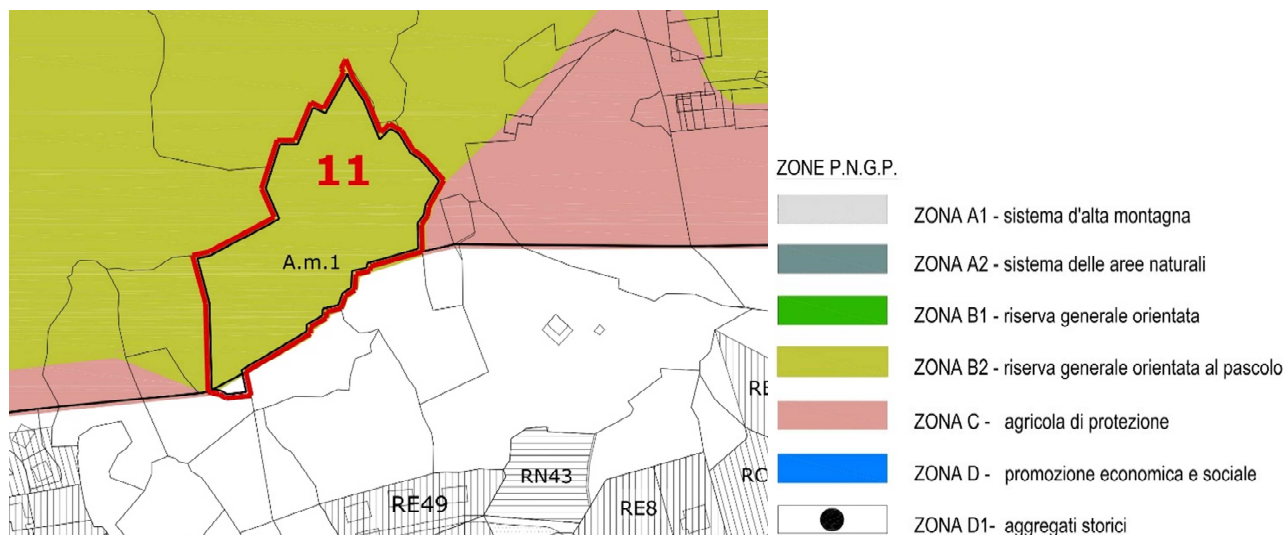 11
A.m.1
RE49
RN43
RE8
ZONE P.N.G.P.
ZONA A1 - sistema d'alta montagna
ZONA A2 - sistema delle aree naturali
ZONA B1 - riserva generale orientata
ZONA B2 - riserva generale orientata al pascolo
ZONA C - agricola di protezione
ZONA D - promozione economica e sociale
ZONA D1- aggregati storici